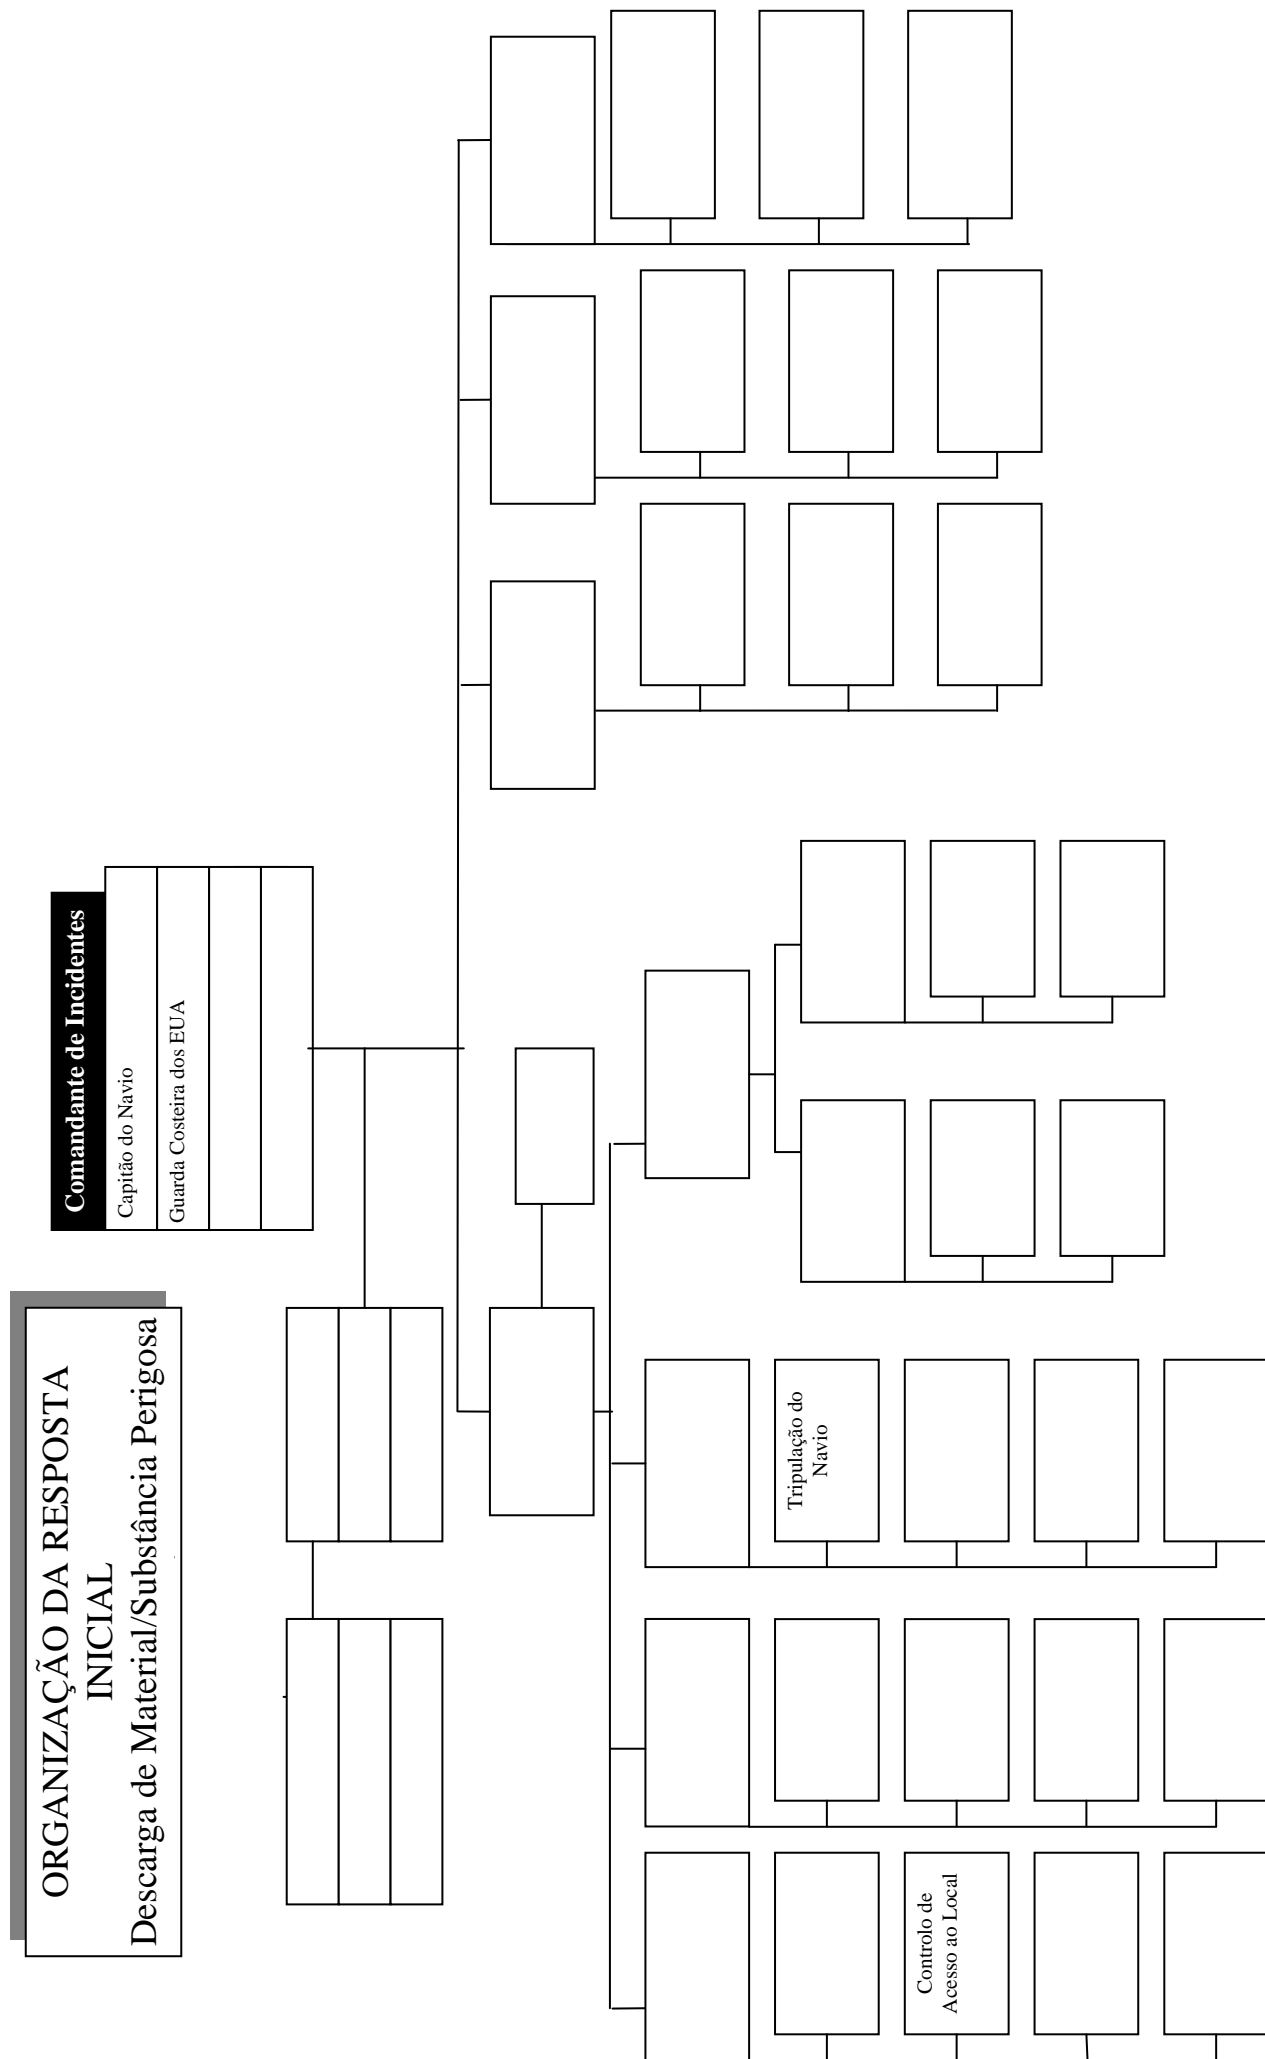 ORGANIZAÇÃO DA RESPOSTA
INICIAL
Descarga de Material/Substância Perigosa
Comandante de Incidentes
Capitão do Navio
Guarda Costeira dos EUA
Controlo de
Acesso ao Local
Tripulação do
Navio